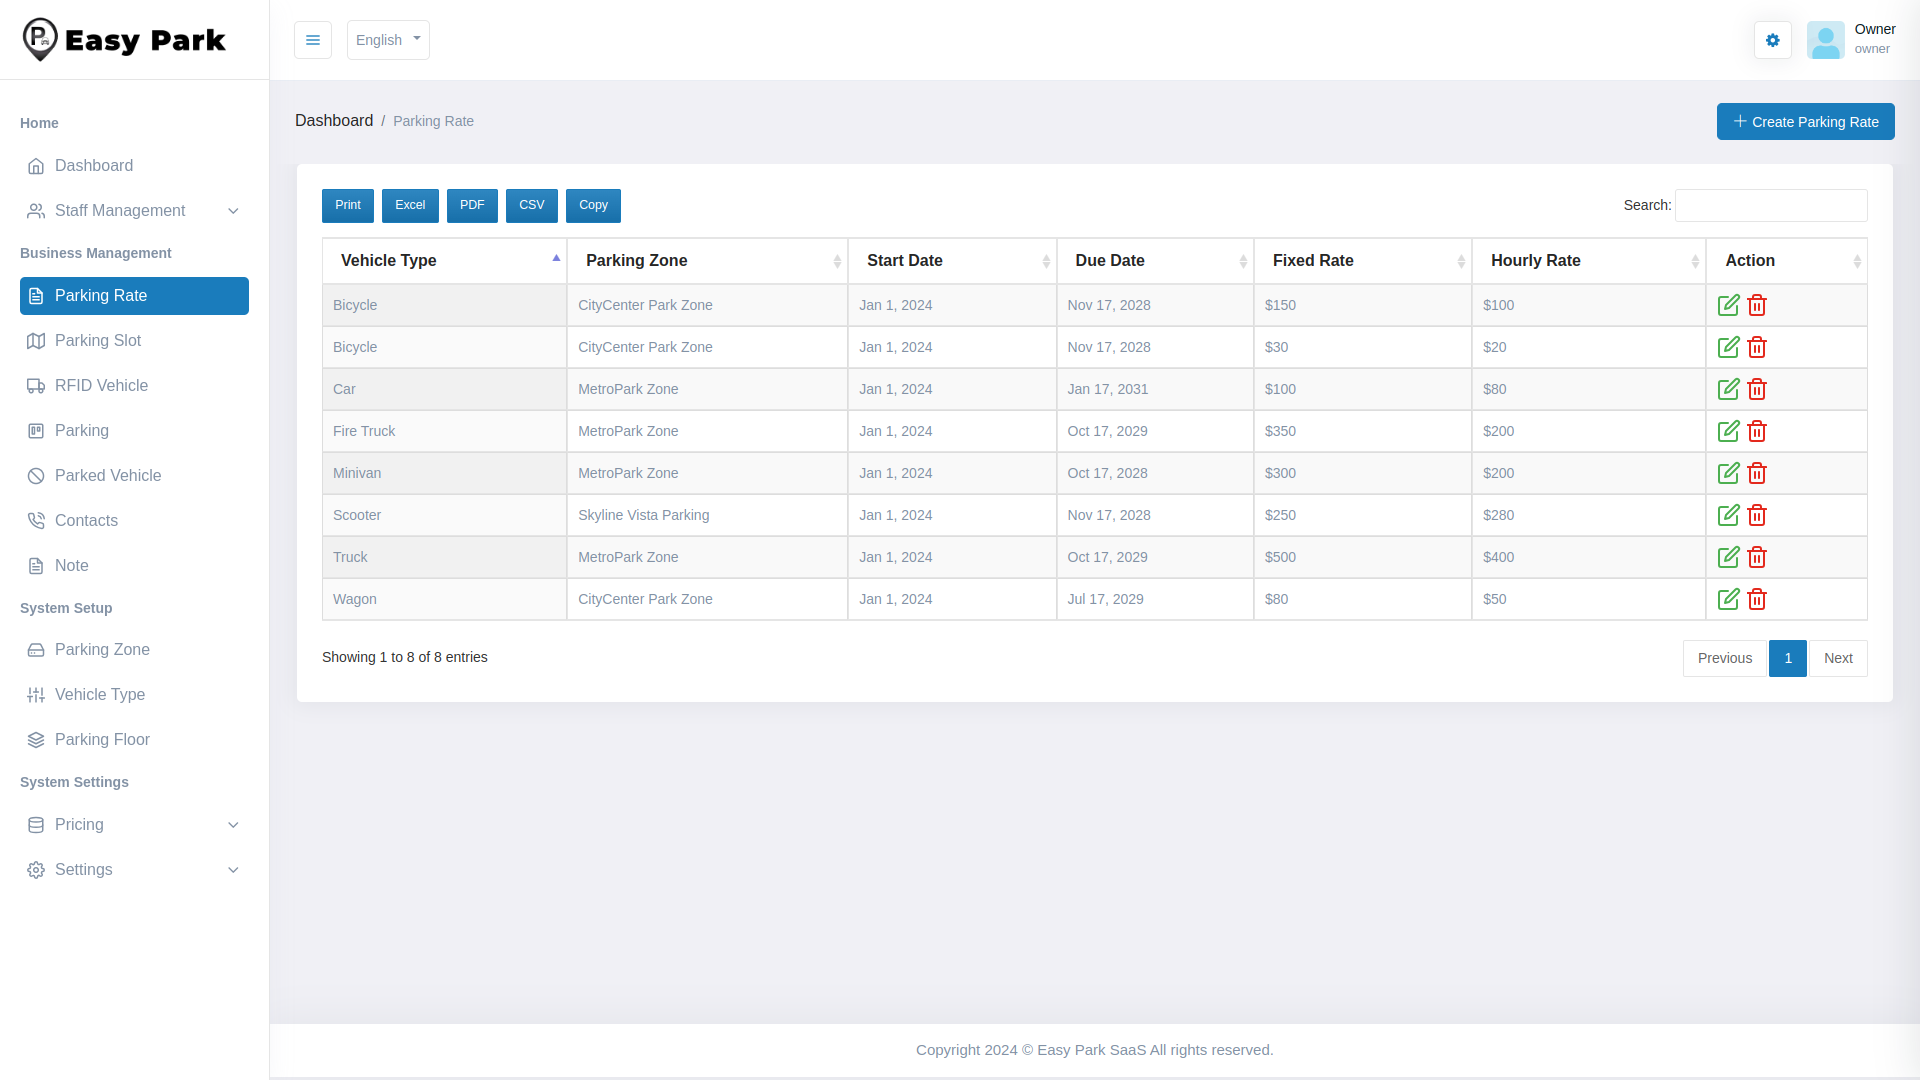 Easy Park
English
Owner
owner
Home
Dashboard
Staff Management
Business Management
Parking Rate
Parking Slot
RFID Vehicle
Parking
Parked Vehicle
Contacts
Note
System Setup
Parking Zone
Vehicle Type
Parking Floor
System Settings
Pricing
Settings
Dashboard / Parking Rate
Create Parking Rate
Print Excel PDF CSV Copy
Search:
Vehicle Type Parking Zone Start Date Due Date Fixed Rate Hourly Rate Action
Bicycle CityCenter Park Zone Jan 1, 2024 Nov 17, 2028 $150 $100
Bicycle CityCenter Park Zone Jan 1, 2024 Nov 17, 2028 $30 $20
Car MetroPark Zone Jan 1, 2024 Jan 17, 2031 $100 $80
Fire Truck MetroPark Zone Jan 1, 2024 Oct 17, 2029 $350 $200
Minivan MetroPark Zone Jan 1, 2024 Oct 17, 2028 $300 $200
Scooter Skyline Vista Parking Jan 1, 2024 Nov 17, 2028 $250 $280
Truck MetroPark Zone Jan 1, 2024 Oct 17, 2029 $500 $400
Wagon CityCenter Park Zone Jan 1, 2024 Jul 17, 2029 $80 $50
Showing 1 to 8 of 8 entries
Previous 1 Next
Copyright 2024 © Easy Park SaaS All rights reserved.